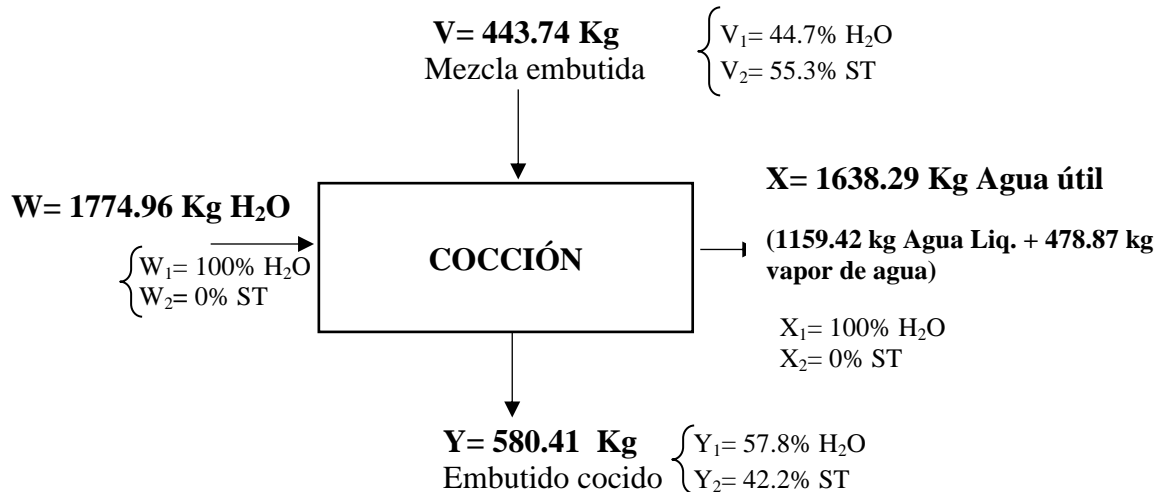 V= 443.74 Kg
Mezcla embutida
V₁= 44.7% H₂O
V₂= 55.3% ST
W= 1774.96 Kg H₂O
W₁= 100% H₂O
W₂= 0% ST
COCCIÓN
X= 1638.29 Kg Agua útil
(1159.42 kg Agua Liq. + 478.87 kg
vapor de agua)
X₁= 100% H₂O
X₂= 0% ST
Y= 580.41 Kg
Embutido cocido
Y₁= 57.8% H₂O
Y₂= 42.2% ST